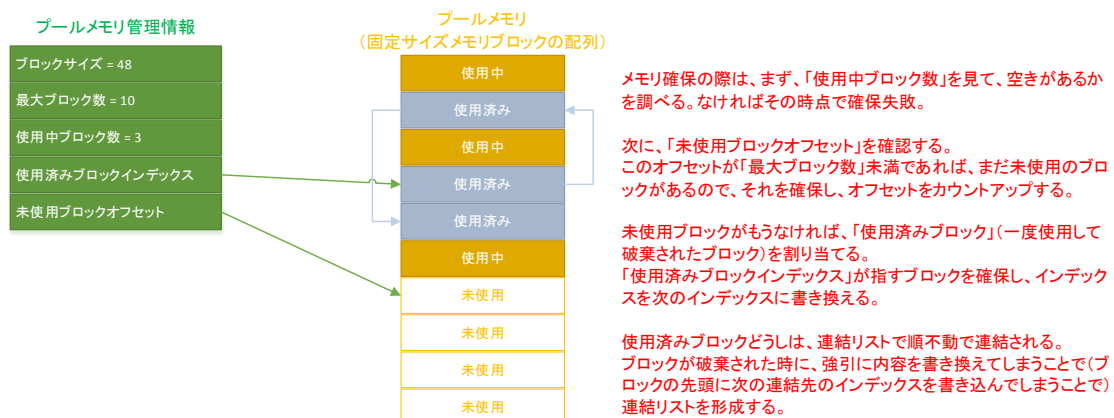 プールメモリ管理情報
ブロックサイズ = 48
最大ブロック数 = 10
使用中ブロック数 = 3
使用済みブロックインデックス
未使用ブロックオフセット
プールメモリ
（固定サイズメモリブロックの配列）
使用中
使用済み
使用中
使用済み
使用済み
使用中
未使用
未使用
未使用
未使用
メモリ確保の際は、まず、「使用中ブロック数」を見て、空きがあるか
を調べる。なければその時点で確保失敗。
次に、「未使用ブロックオフセット」を確認する。
このオフセットが「最大ブロック数」未満であれば、まだ未使用のブロ
ックがあるので、それを確保し、オフセットをカウントアップする。
未使用ブロックがもうなければ、「使用済みブロック」（一度使用して
破棄されたブロック）を割り当てる。
「使用済みブロックインデックス」が指すブロックを確保し、インデック
スを次のインデックスに書き換える。
使用済みブロックどうしは、連結リストで順不動で連結される。
ブロックが破棄された時に、強引に内容を書き換えてしまうことで（ブ
ロックの先頭に次の連結先のインデックスを書き込んでしまうことで）
連結リストを形成する。